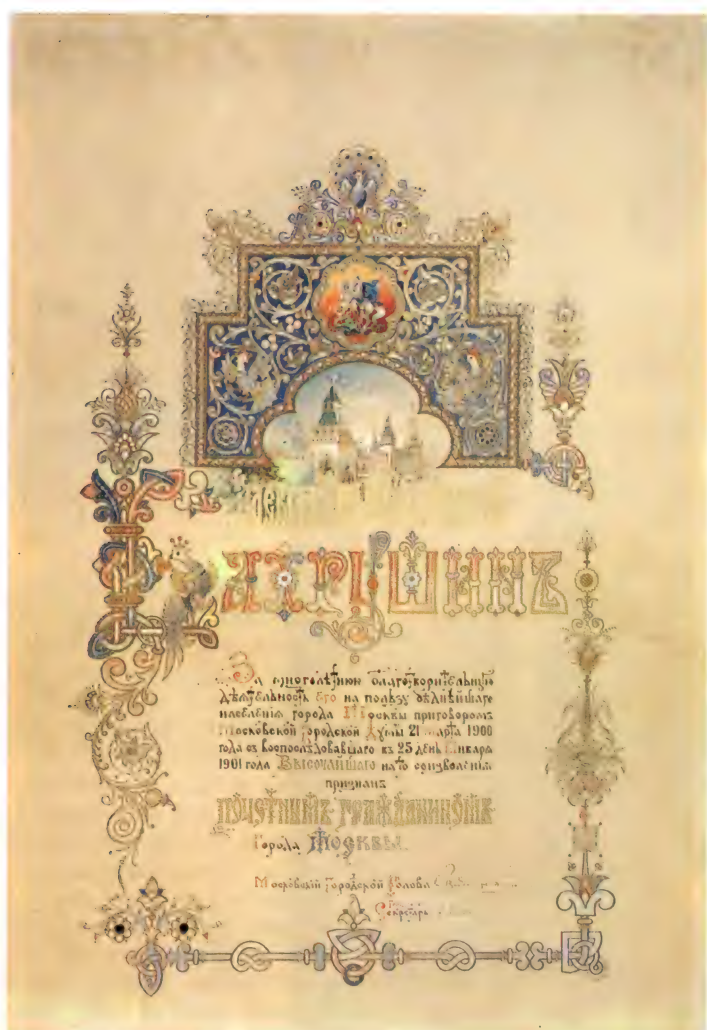 Бахрушинъ
За многолѣтнюю благотворительную
дѣятельность Его на пользу бѣднѣйшаго
населенія города Москвы приговоромъ
Московской Городской Думы 21 Марта 1900
года съ воспослѣдовавшаго въ 25 день Января
1901 года Высочайшаго на то соизволенія
признанъ
почетнымъ гражданиномъ
города Москвы.
Московскій Городской Голова
Секретарь